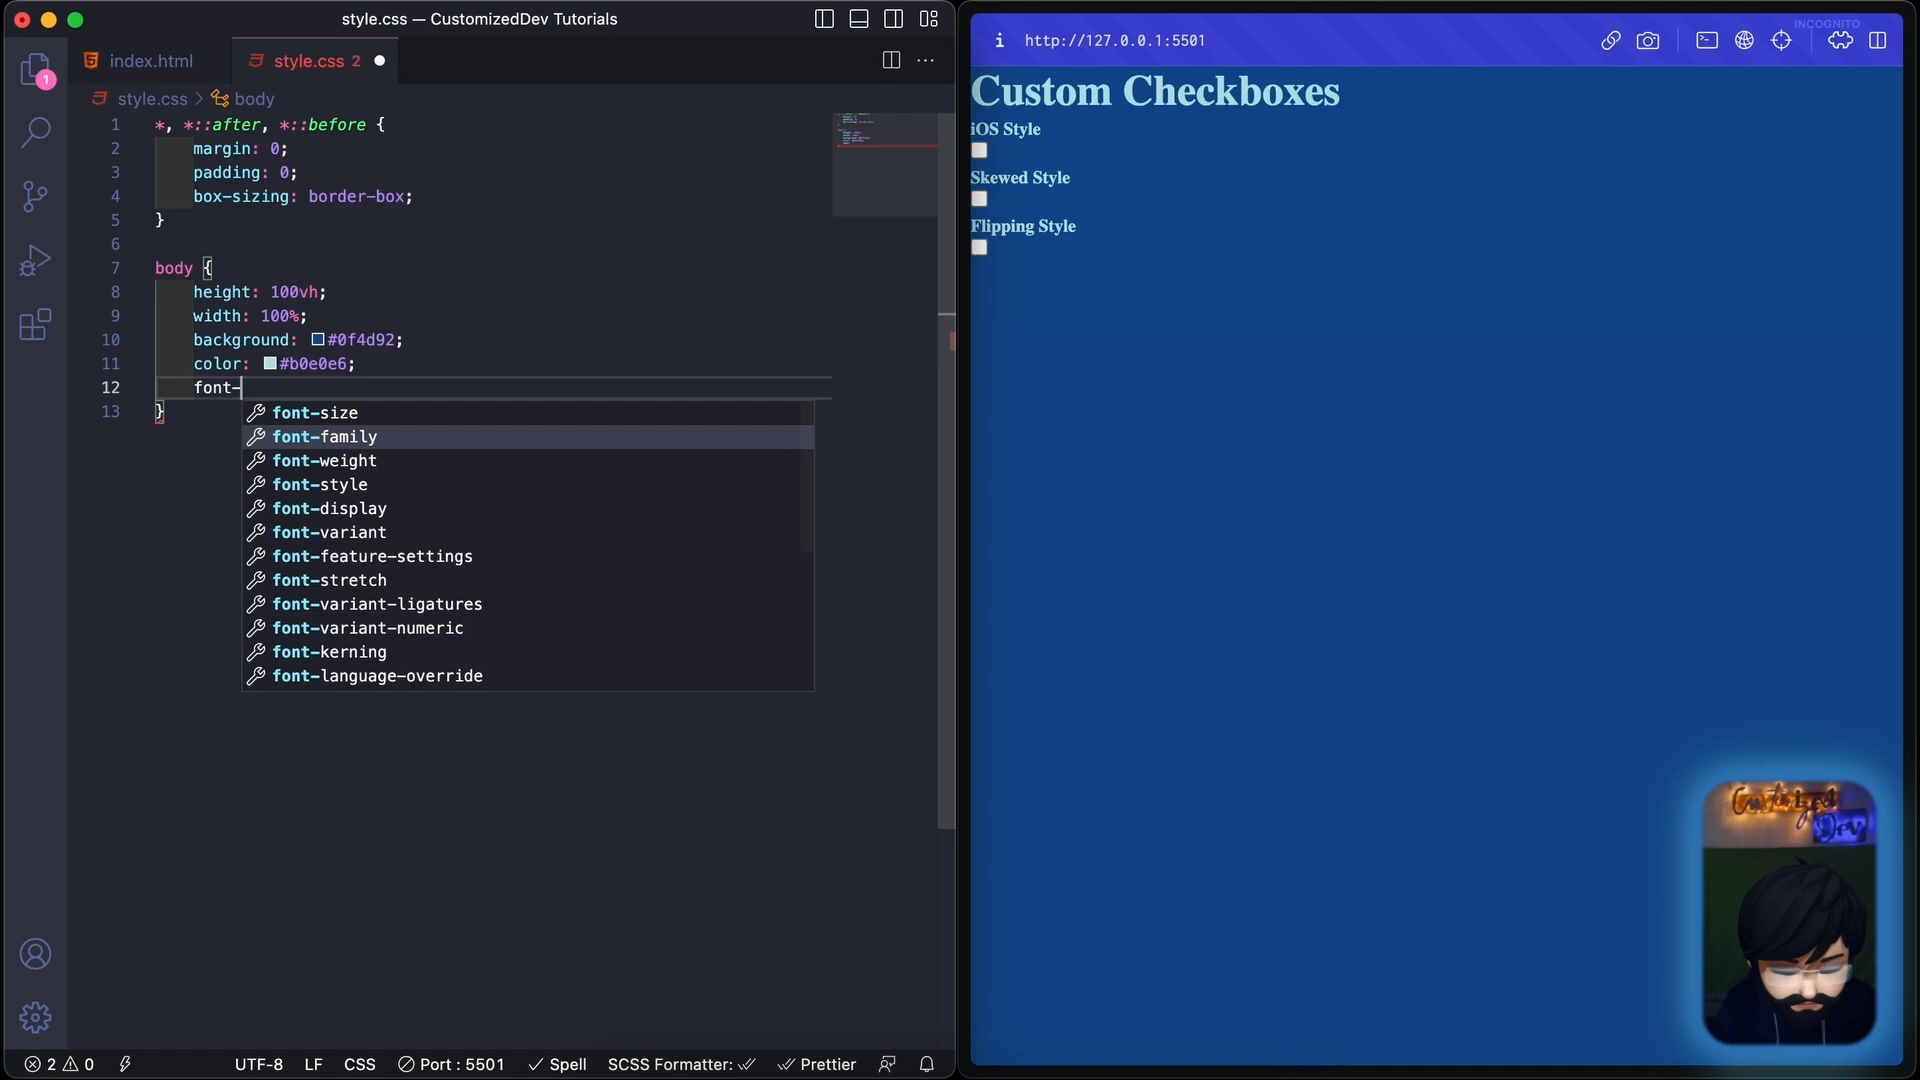 style.css — CustomizedDev Tutorials
index.html
style.css 2
1
style.css > body
1 *, *::after, *::before {
2 margin: 0;
3 padding: 0;
4 box-sizing: border-box;
5 }
6
7 body {
8 height: 100vh;
9 width: 100%;
10 background: #0f4d92;
11 color: #b0e0e6;
12 font-
13 }
font-size
font-family
font-weight
font-style
font-display
font-variant
font-feature-settings
font-stretch
font-variant-ligatures
font-variant-numeric
font-kerning
font-language-override
2 0 UTF-8 LF CSS Port : 5501 Spell SCSS Formatter: Prettier
INCOGNITO
i http://127.0.0.1:5501
Custom Checkboxes
iOS Style
Skewed Style
Flipping Style
Customized
Dev